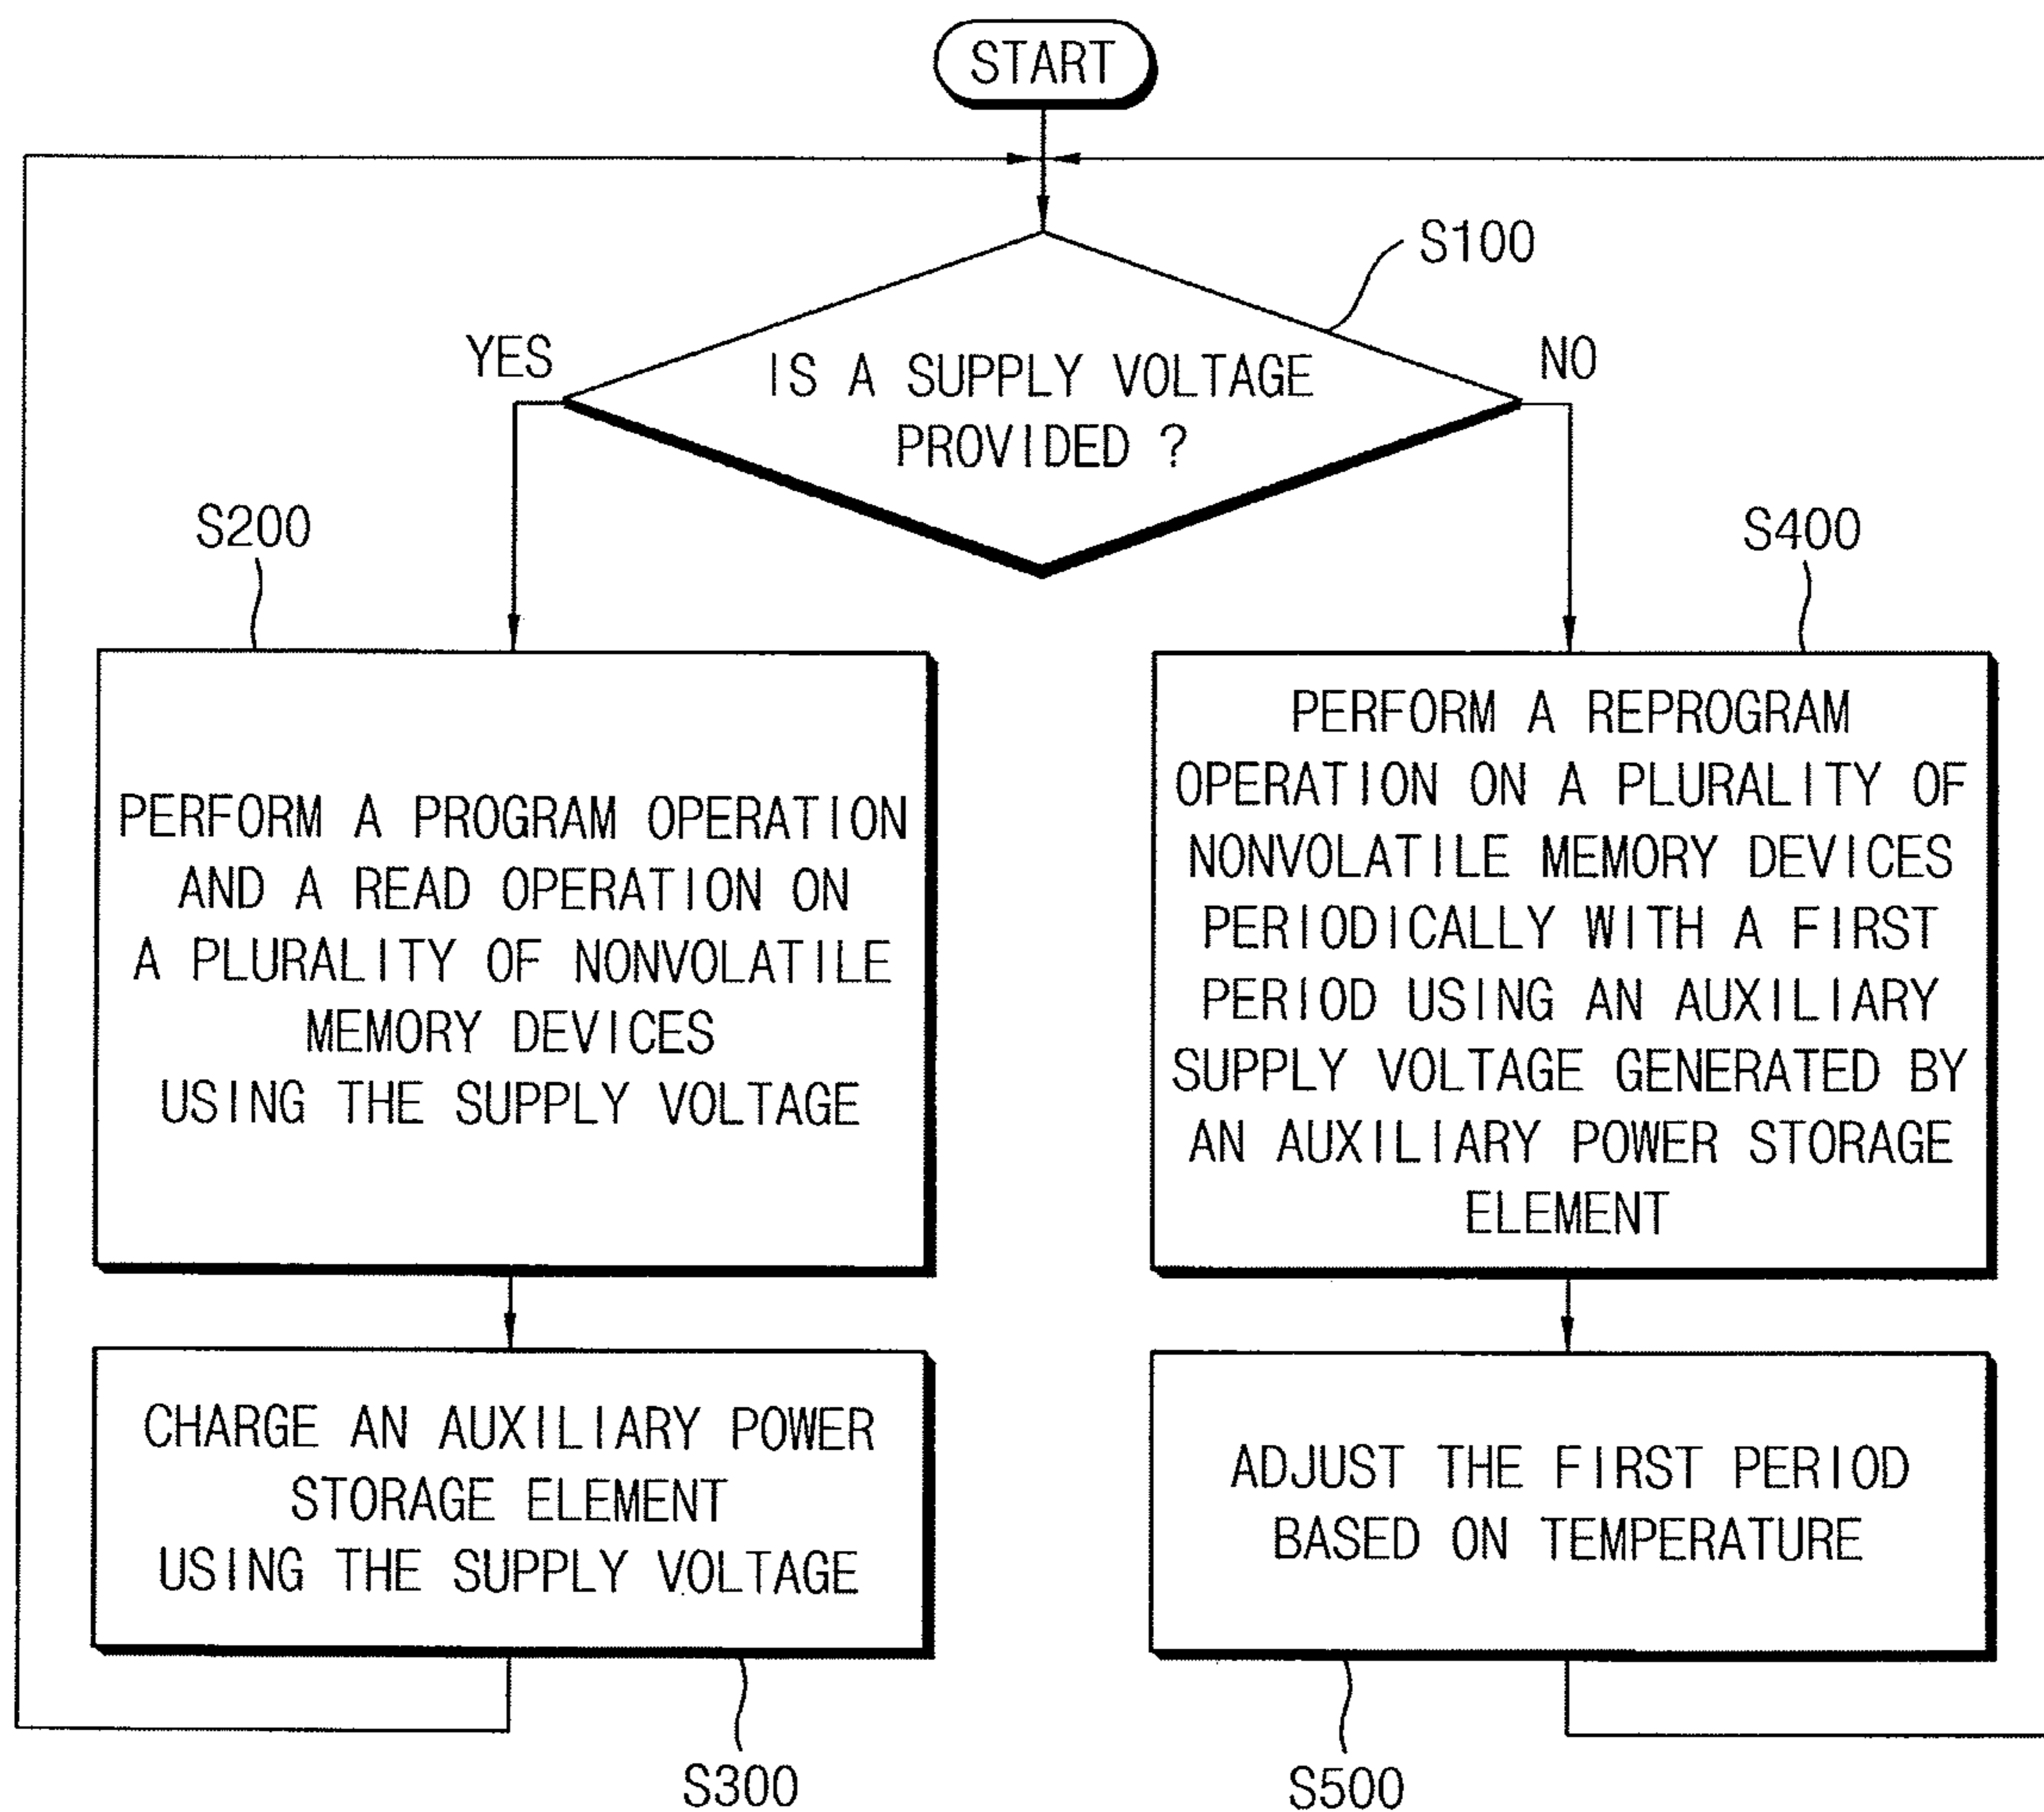 START
S100
YES
NO
IS A SUPPLY VOLTAGE
PROVIDED ?
S200
S400
PERFORM A PROGRAM OPERATION
AND A READ OPERATION ON
A PLURALITY OF NONVOLATILE
MEMORY DEVICES
USING THE SUPPLY VOLTAGE
PERFORM A REPROGRAM
OPERATION ON A PLURALITY OF
NONVOLATILE MEMORY DEVICES
PERIODICALLY WITH A FIRST
PERIOD USING AN AUXILIARY
SUPPLY VOLTAGE GENERATED BY
AN AUXILIARY POWER STORAGE
ELEMENT
CHARGE AN AUXILIARY POWER
STORAGE ELEMENT
USING THE SUPPLY VOLTAGE
ADJUST THE FIRST PERIOD
BASED ON TEMPERATURE
S300
S500